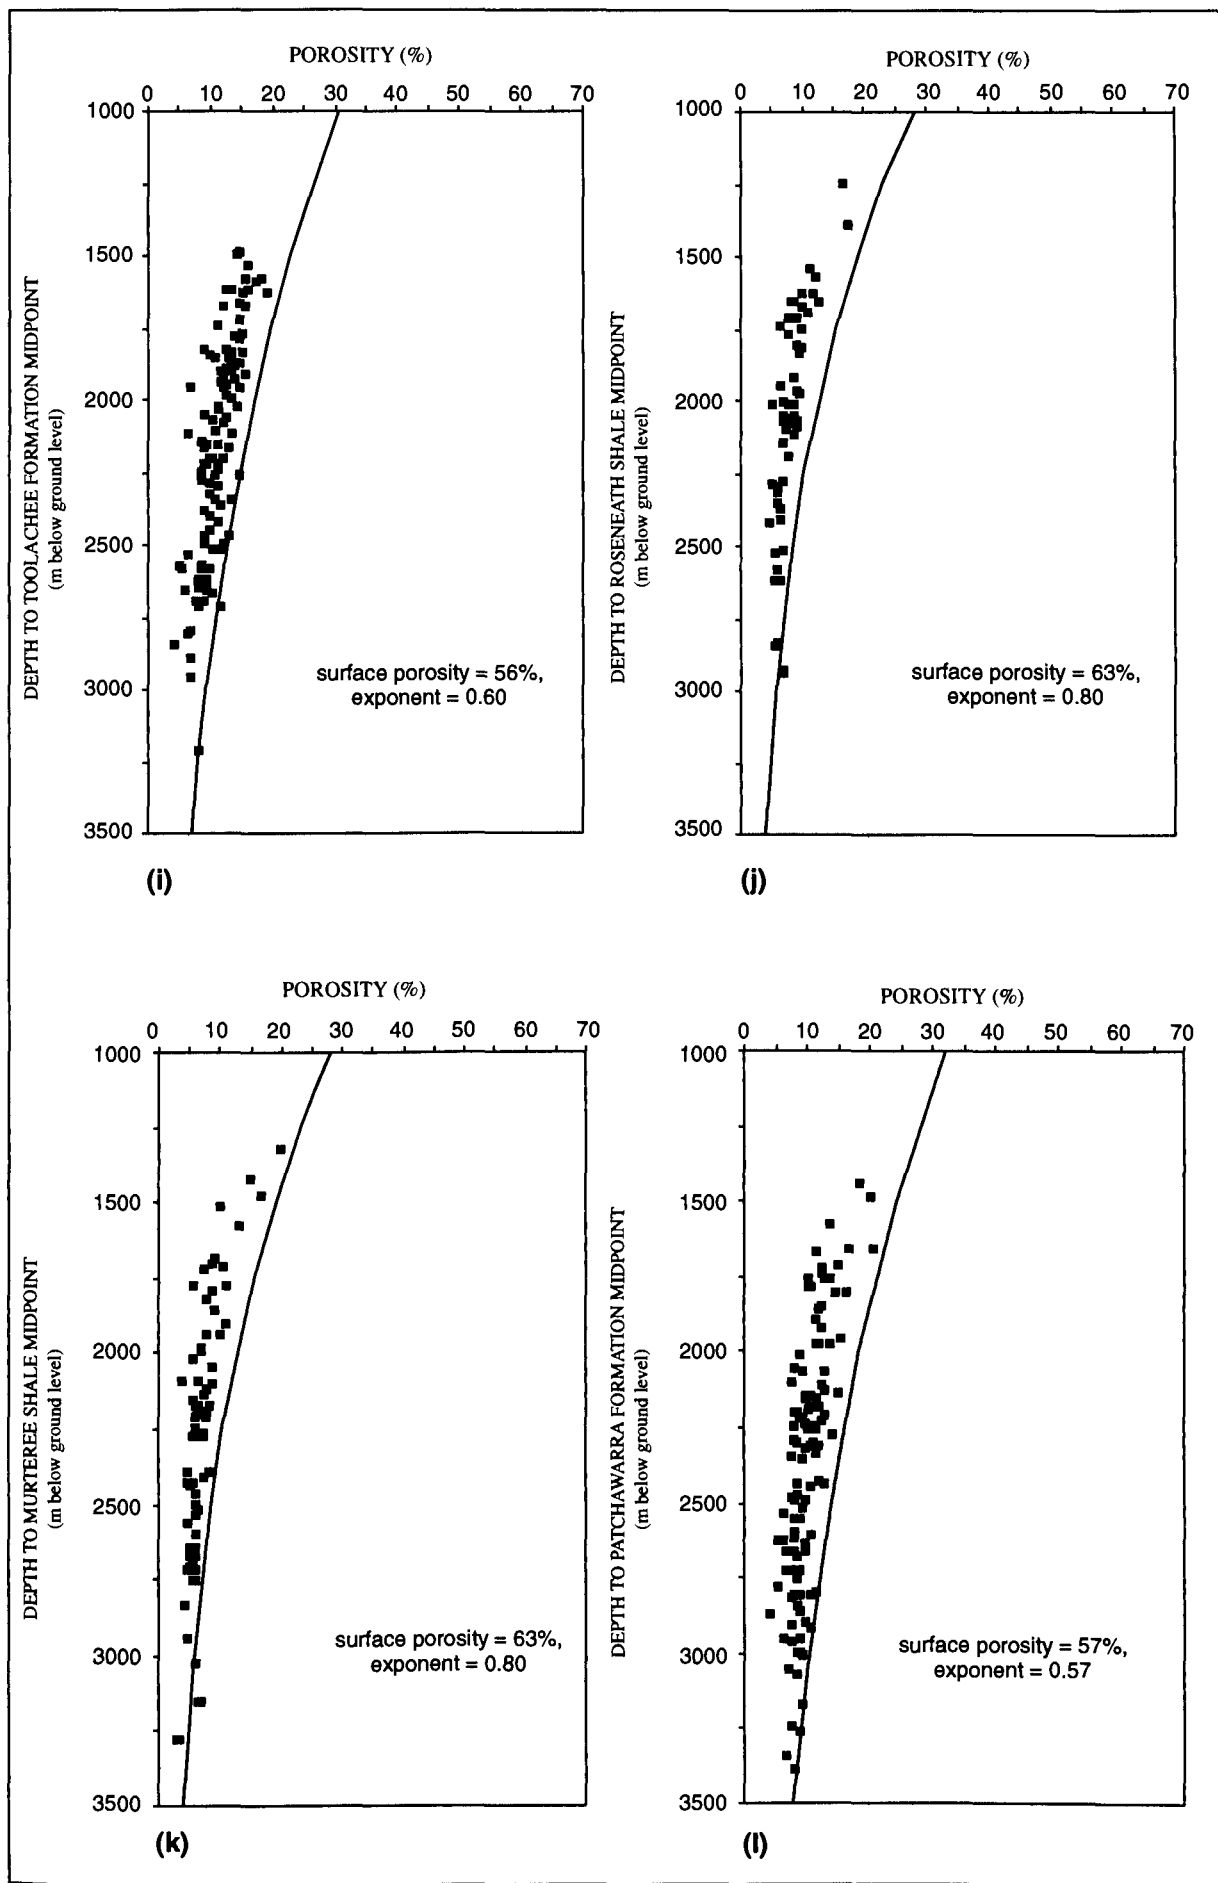 POROSITY (%)
0 10 20 30 40 50 60 70
1000
1500
2000
2500
3000
3500
DEPTH TO TOOLACHEE FORMATION MIDPOINT
(m below ground level)
surface porosity = 56%,
exponent = 0.60
(i)
POROSITY (%)
0 10 20 30 40 50 60 70
1000
1500
2000
2500
3000
3500
DEPTH TO ROSENEATH SHALE MIDPOINT
(m below ground level)
surface porosity = 63%,
exponent = 0.80
(j)
POROSITY (%)
0 10 20 30 40 50 60 70
1000
1500
2000
2500
3000
3500
DEPTH TO MURTEREE SHALE MIDPOINT
(m below ground level)
surface porosity = 63%,
exponent = 0.80
(k)
POROSITY (%)
0 10 20 30 40 50 60 70
1000
1500
2000
2500
3000
3500
DEPTH TO PATCHAWARRA FORMATION MIDPOINT
(m below ground level)
surface porosity = 57%,
exponent = 0.57
(l)